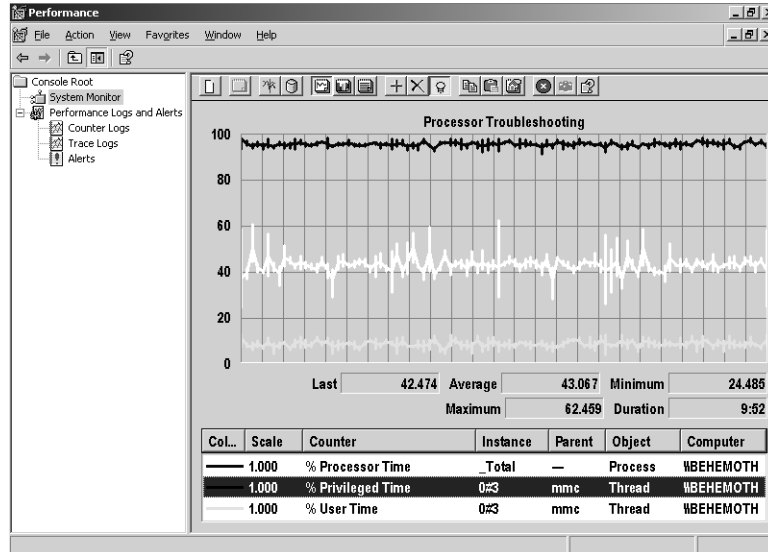 Performance
File Action View Favorites Window Help
Console Root
System Monitor
Performance Logs and Alerts
Counter Logs
Trace Logs
Alerts
Processor Troubleshooting
100
80
60
40
20
0
Last 42.474 Average 43.067 Minimum 24.485
Maximum 62.459 Duration 9:52
Col... Scale Counter Instance Parent Object Computer
1.000 % Processor Time _Total — Process \\BEHEMOTH
1.000 % Privileged Time 0#3 mmc Thread \\BEHEMOTH
1.000 % User Time 0#3 mmc Thread \\BEHEMOTH